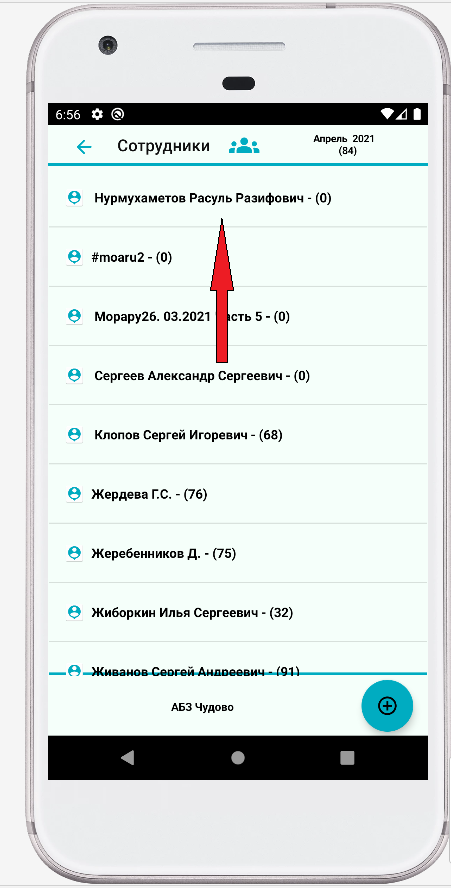 6:56
Сотрудники
Апрель 2021
(84)
Нурмухаметов Расуль Разифович - (0)
#moaru2 - (0)
Морару26. 03.2021 часть 5 - (0)
Сергеев Александр Сергеевич - (0)
Клопов Сергей Игоревич - (68)
Жердева Г.С. - (76)
Жеребенников Д. - (75)
Жиборкин Илья Сергеевич - (32)
Живанов Сергей Андреевич - (91)
АБЗ Чудово